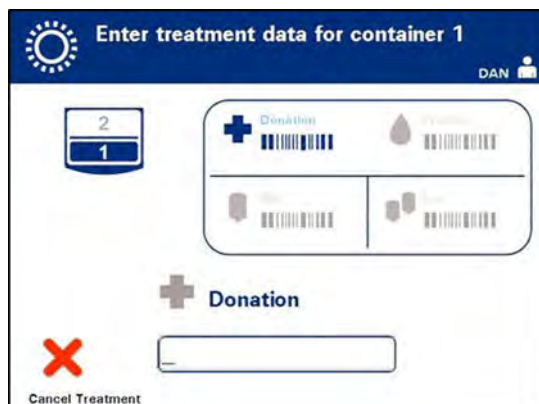 Enter treatment data for container 1
DAN
2
1
Donation
Donation
Cancel Treatment